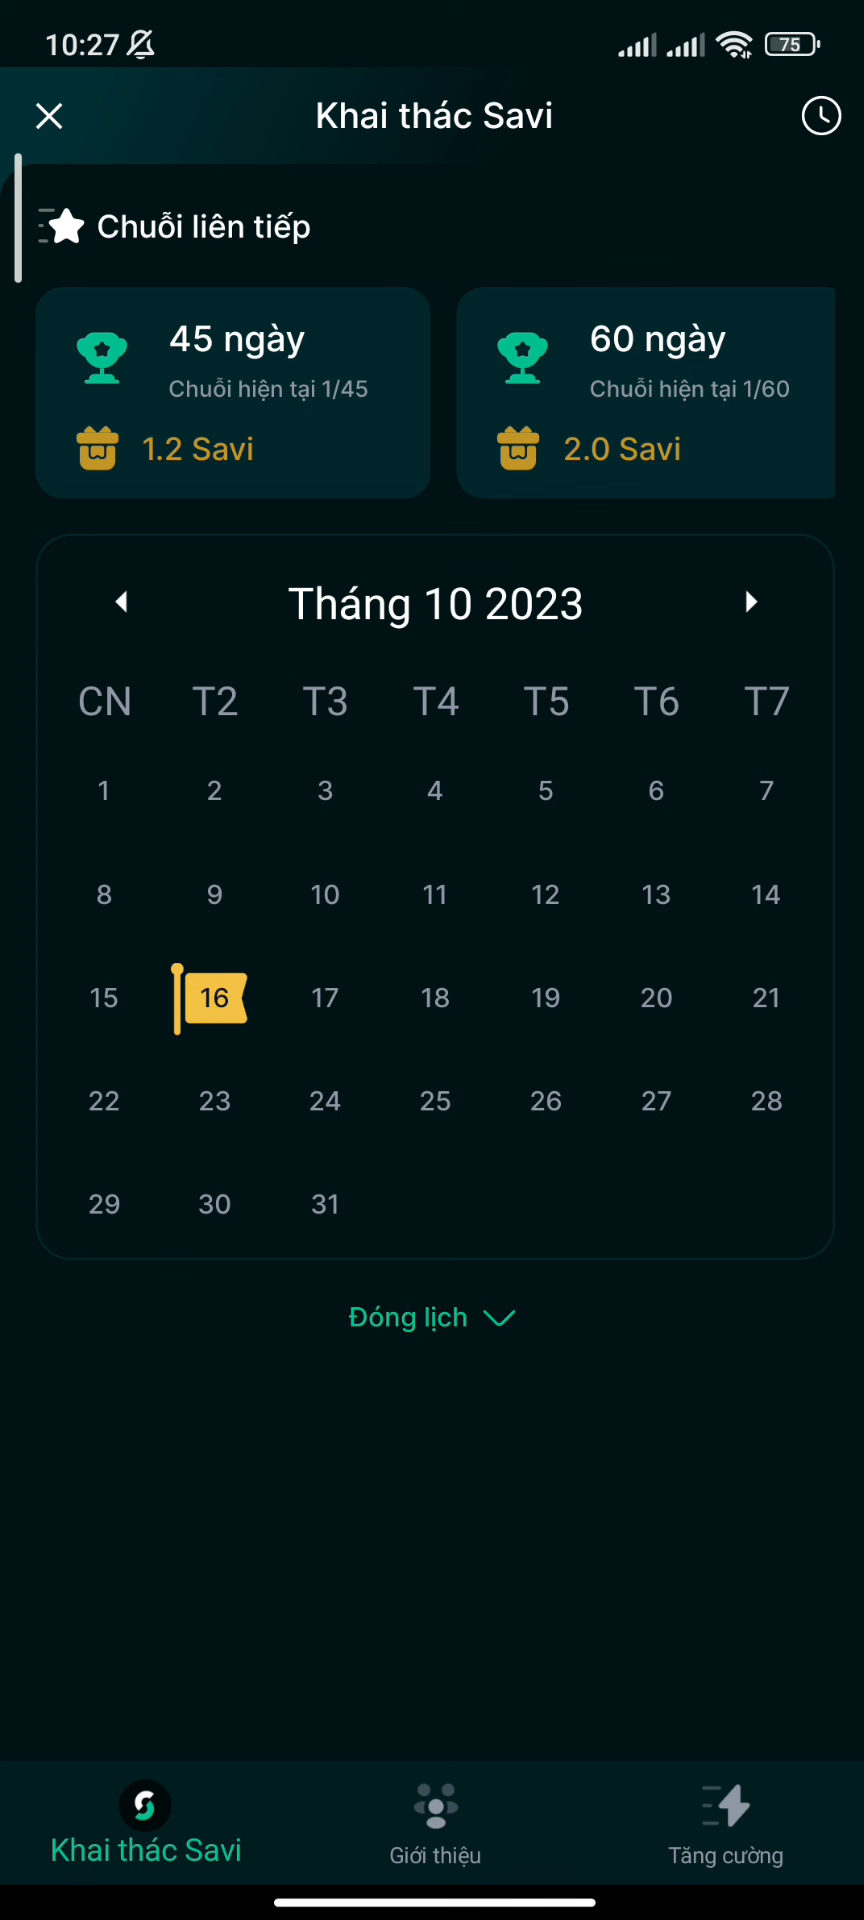 10:27
75
Khai thác Savi
Chuỗi liên tiếp
45 ngày
Chuỗi hiện tại 1/45
1.2 Savi
60 ngày
Chuỗi hiện tại 1/60
2.0 Savi
Tháng 10 2023
CN T2 T3 T4 T5 T6 T7
1 2 3 4 5 6 7
8 9 10 11 12 13 14
15 16 17 18 19 20 21
22 23 24 25 26 27 28
29 30 31
Đóng lịch
Khai thác Savi
Giới thiệu
Tăng cường